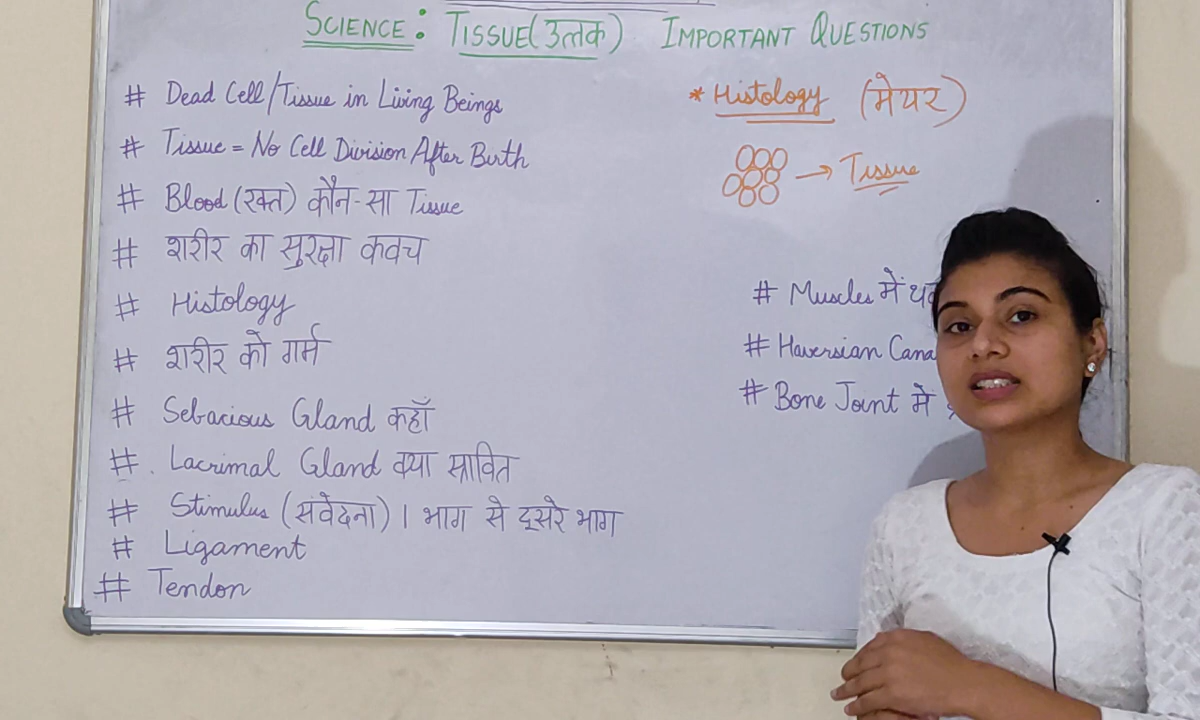 SCIENCE: TISSUE(उत्तक) IMPORTANT QUESTIONS
# Dead Cell/Tissue in Living Beings
# Tissue = No Cell Division After Birth
# Blood (रक्त) कौन-सा Tissue
# शरीर का सुरक्षा कवच
# Histology
# शरीर को गर्म
# Sebacious Gland कहाँ
#. Lacrimal Gland क्या स्रावित
# Stimulus (संवेदना) । भाग से दूसरे भाग
# Ligament
# Tendon
* Histology (मेयर)
→ Tissue
# Muscles में
# Haversian
# Bone Joint में